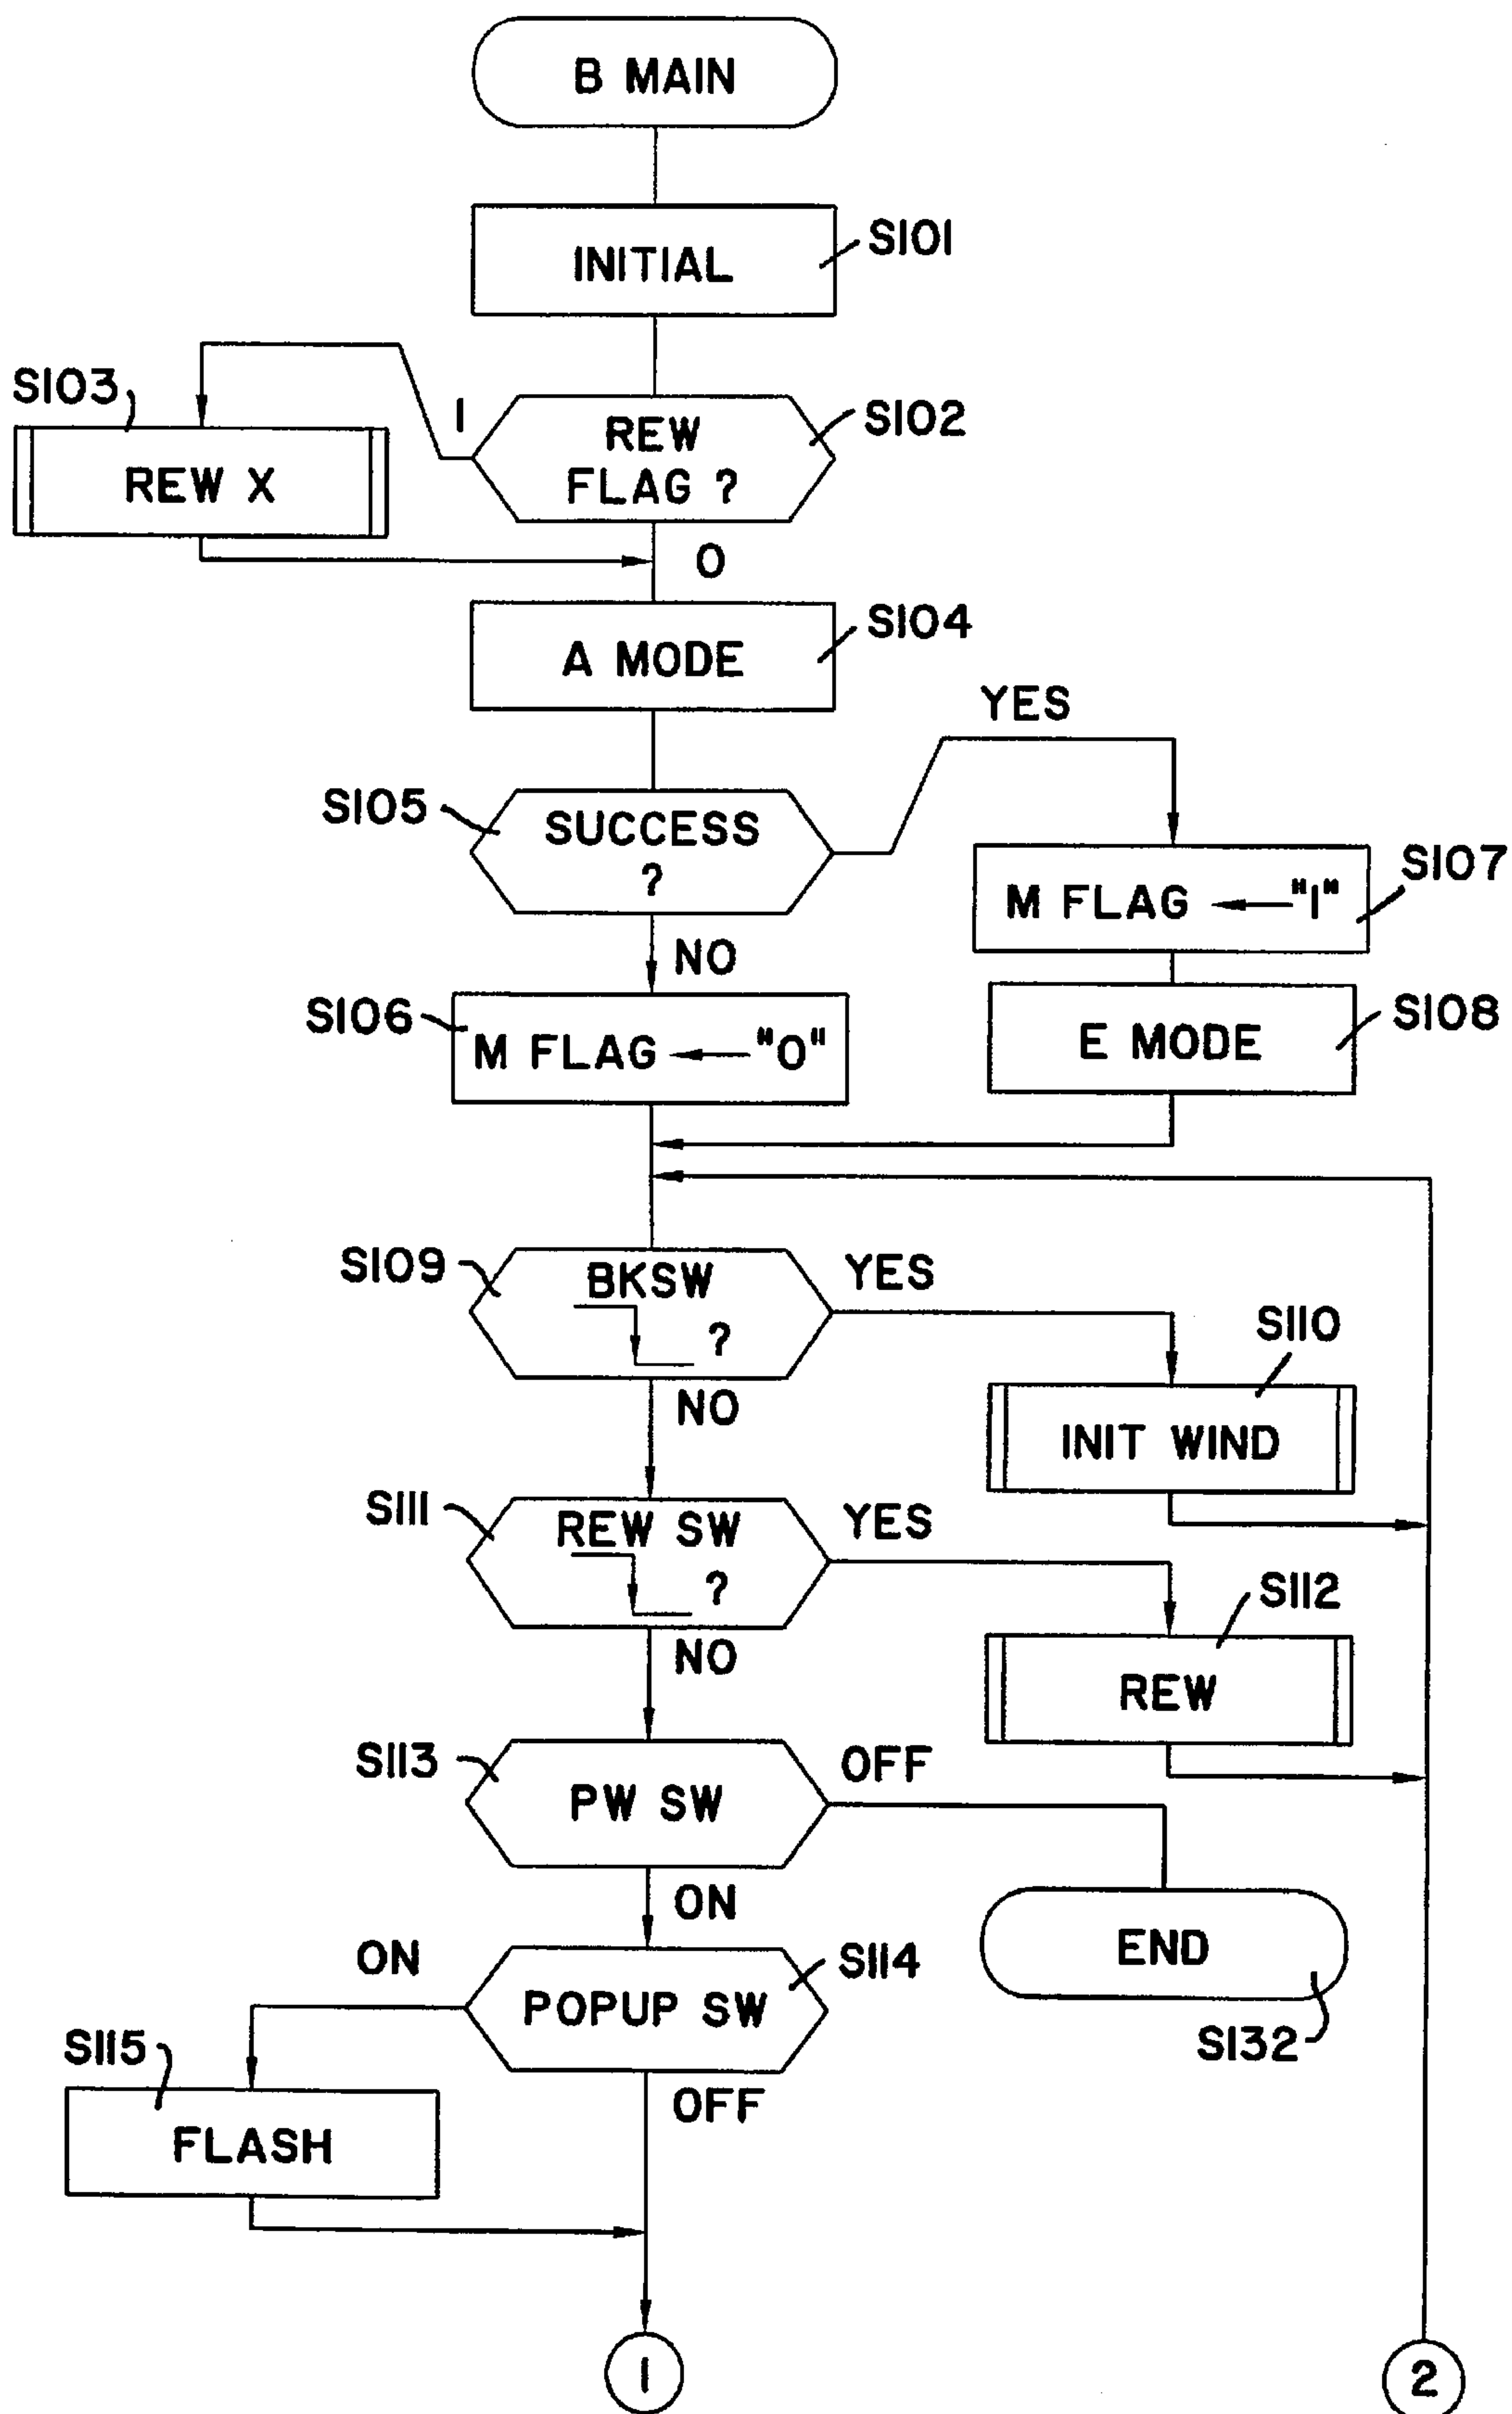 B MAIN
INITIAL
S101
S103
REW X
1
REW
FLAG ?
S102
0
A MODE
S104
YES
S105
SUCCESS
?
M FLAG ← "1"
S107
NO
S106
M FLAG ← "0"
E MODE
S108
S109
BKSW
?
YES
S110
INIT WIND
NO
S111
REW SW
?
YES
S112
REW
NO
S113
PW SW
OFF
ON
END
S132
ON
POPUP SW
S114
S115
FLASH
OFF
1
2